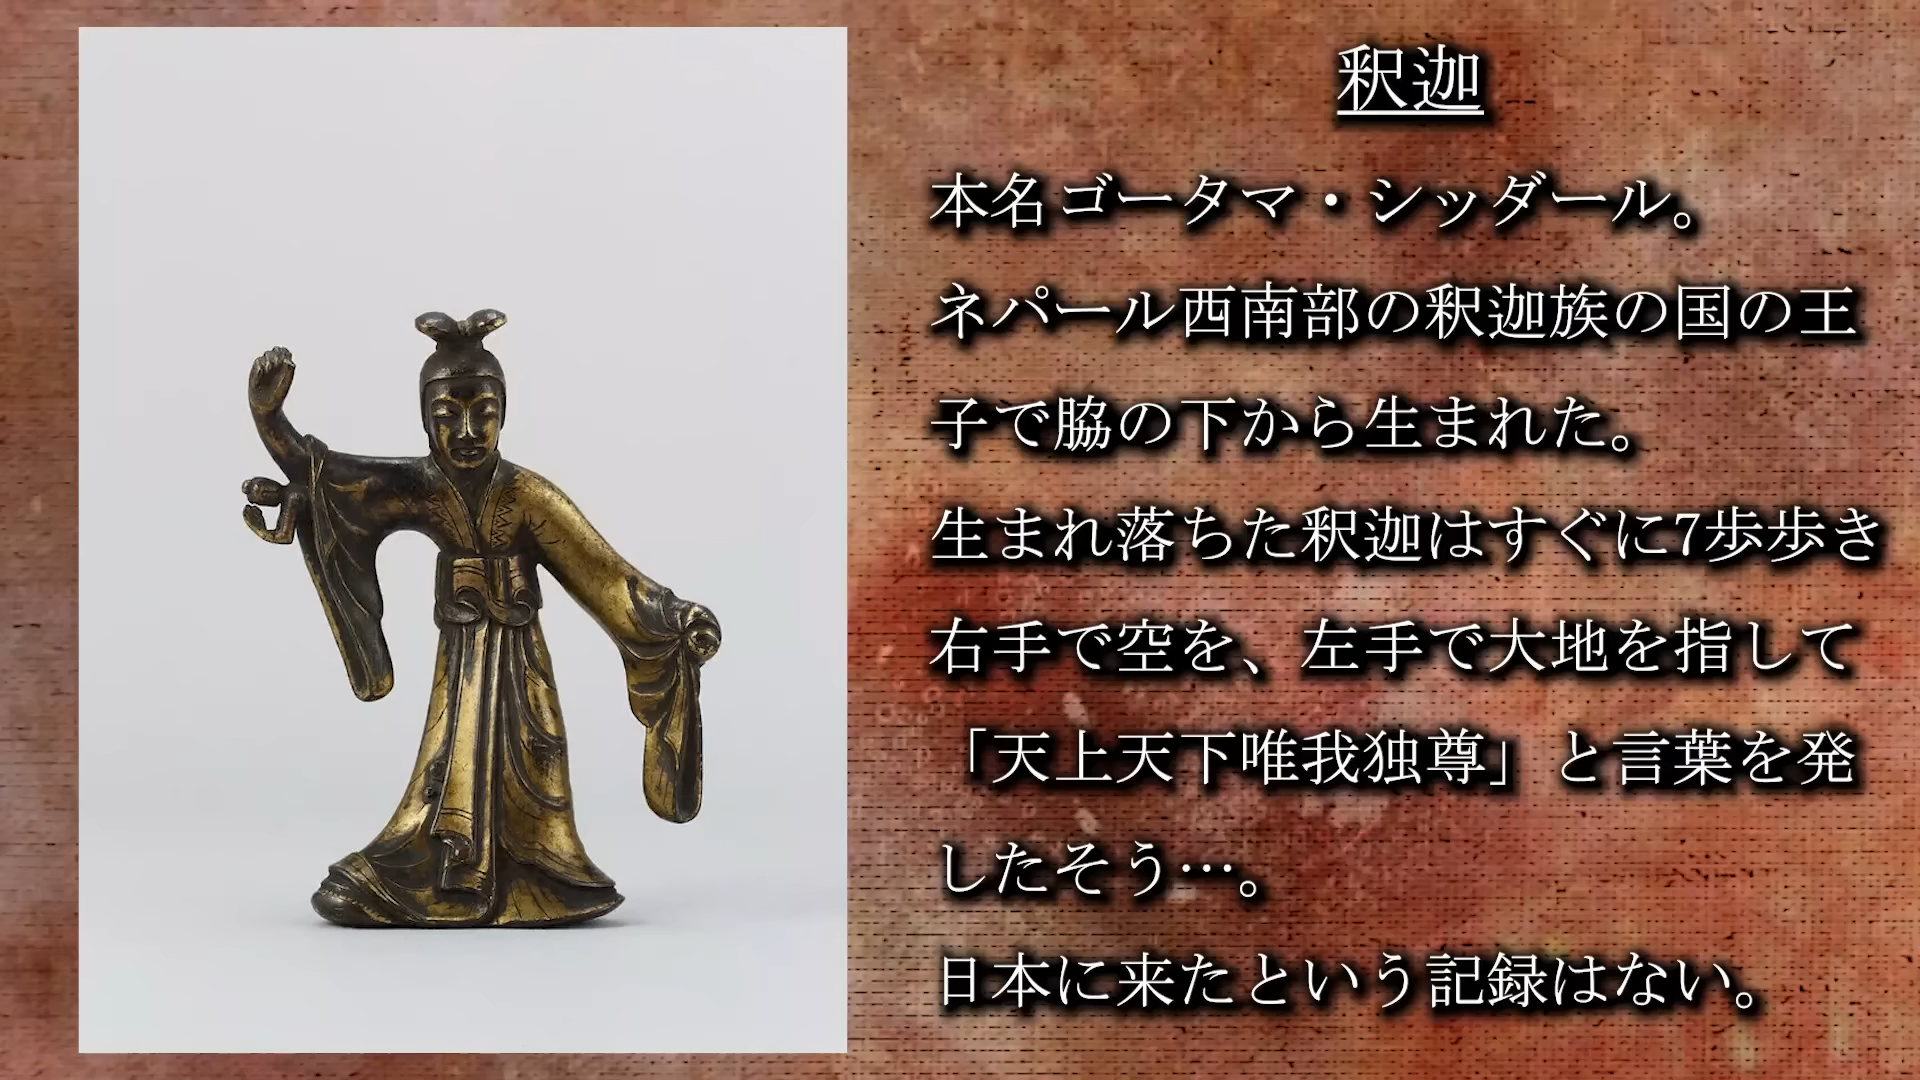 釈迦
本名ゴータマ・シッダール。
ネパール西南部の釈迦族の国の王
子で脇の下から生まれた。
生まれ落ちた釈迦はすぐに7歩歩き
右手で空を、左手で大地を指して
「天上天下唯我独尊」と言葉を発
したそう…。
日本に来たという記録はない。